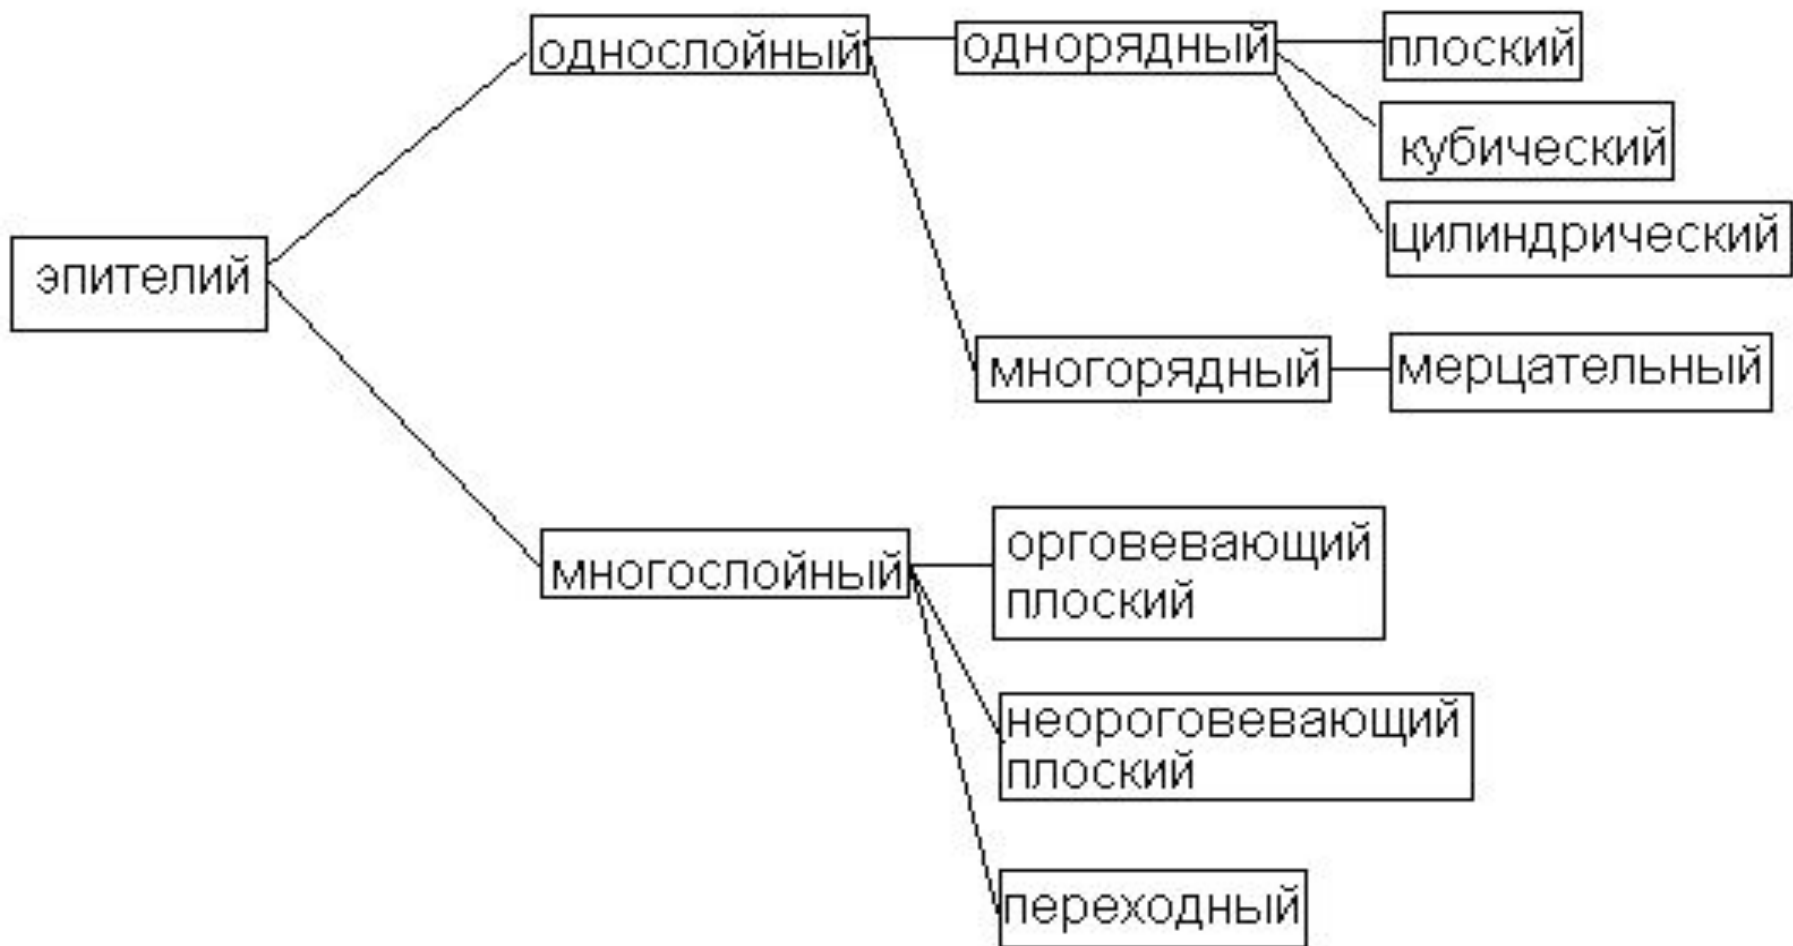 эпителий
однослойный
однорядный
плоский
кубический
цилиндрический
многорядный
мерцательный
многослойный
орговевающий
плоский
неороговевающий
плоский
переходный